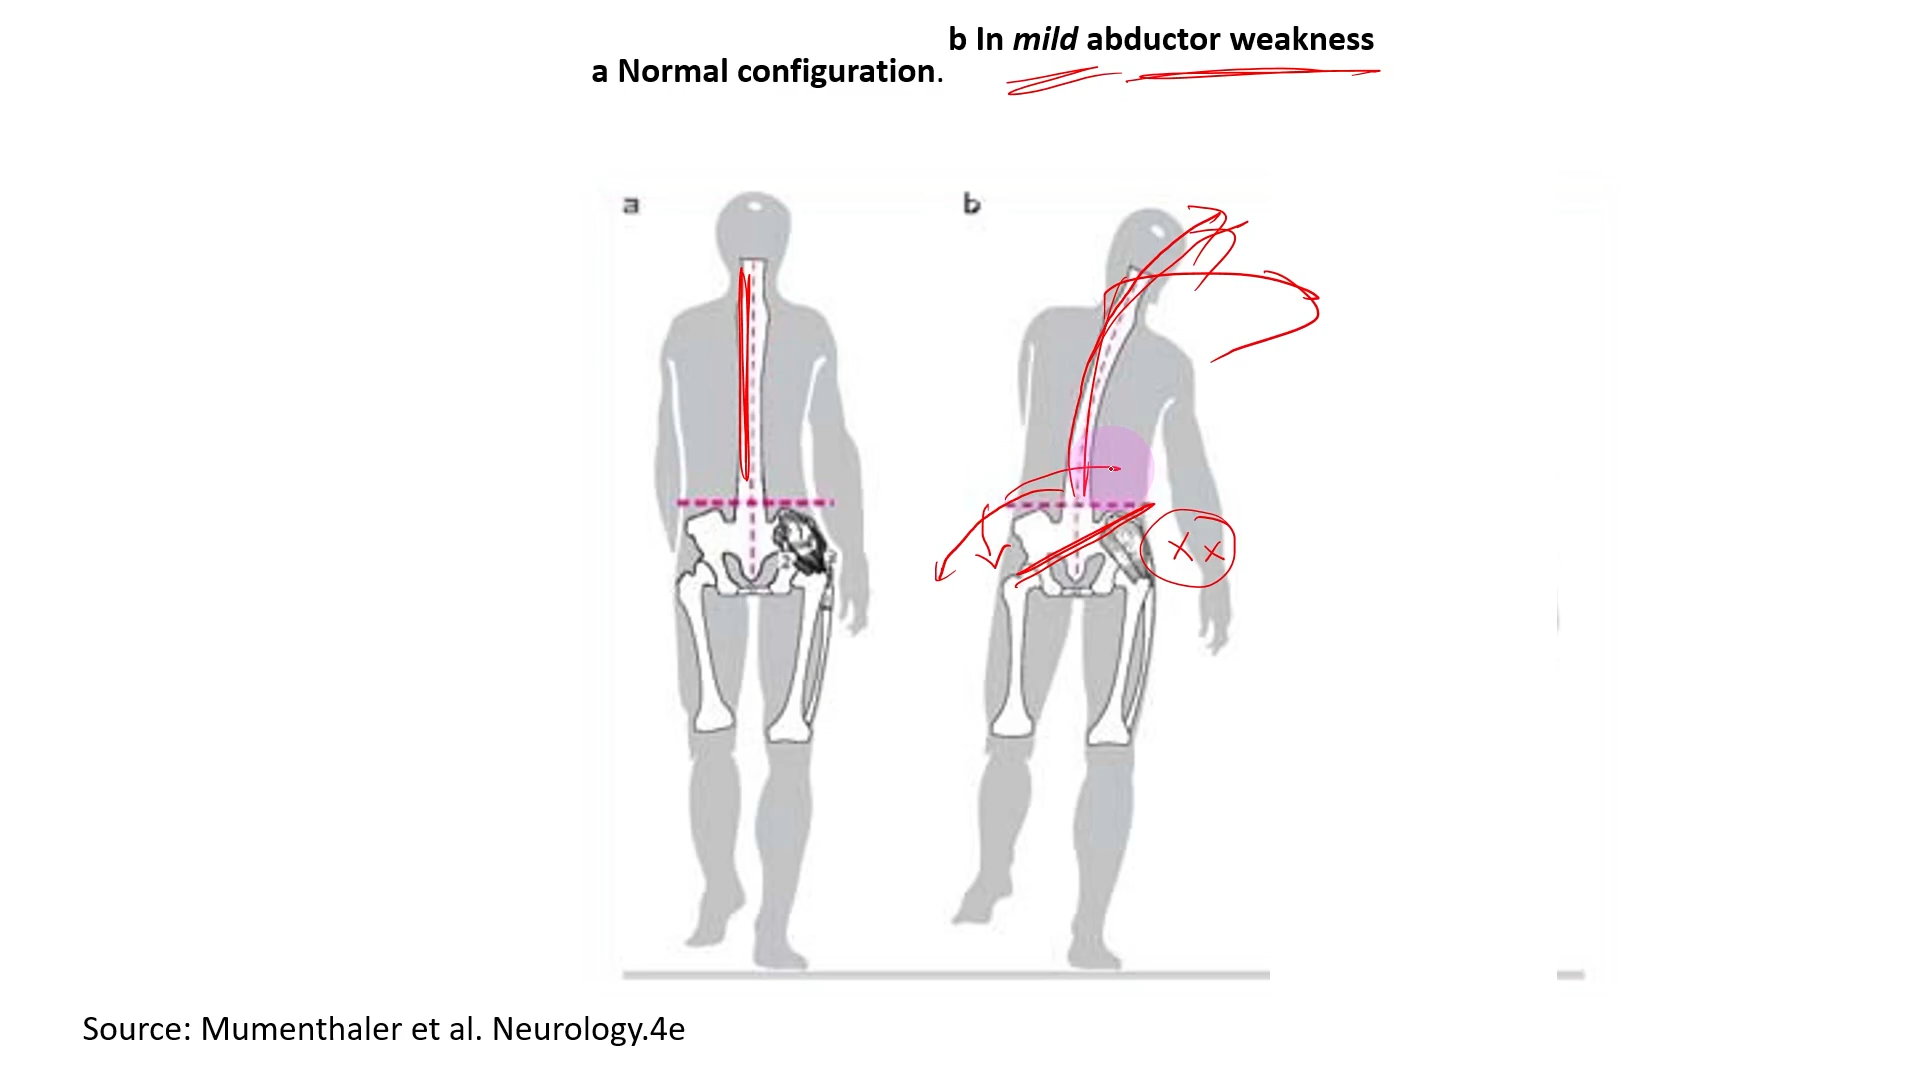 b In mild abductor weakness
a Normal configuration.
a
b
X x
Source: Mumenthaler et al. Neurology.4e